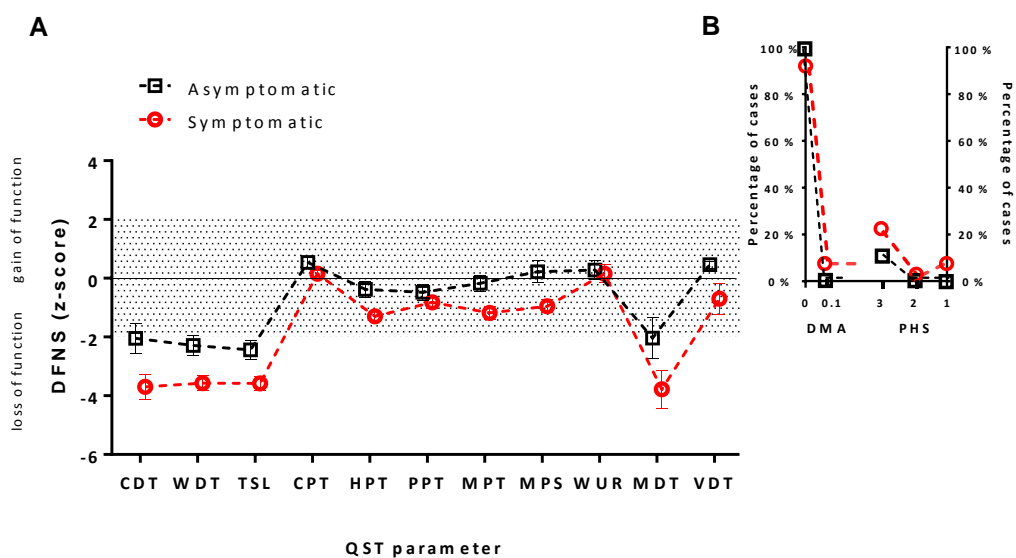 A
Asymptomatic
Symptomatic
gain of function
loss of function
DFNS (z-score)
4
2
0
-2
-4
-6
CDT WDT TSL CPT HPT PPT MPT MPS WUR MDT VDT
QST parameter
B
Percentage of cases
100 %
80 %
60 %
40 %
20 %
0 %
100 %
80 %
60 %
40 %
20 %
0 %
Percentage of cases
0 0.1 3 2 1
DMA PHS